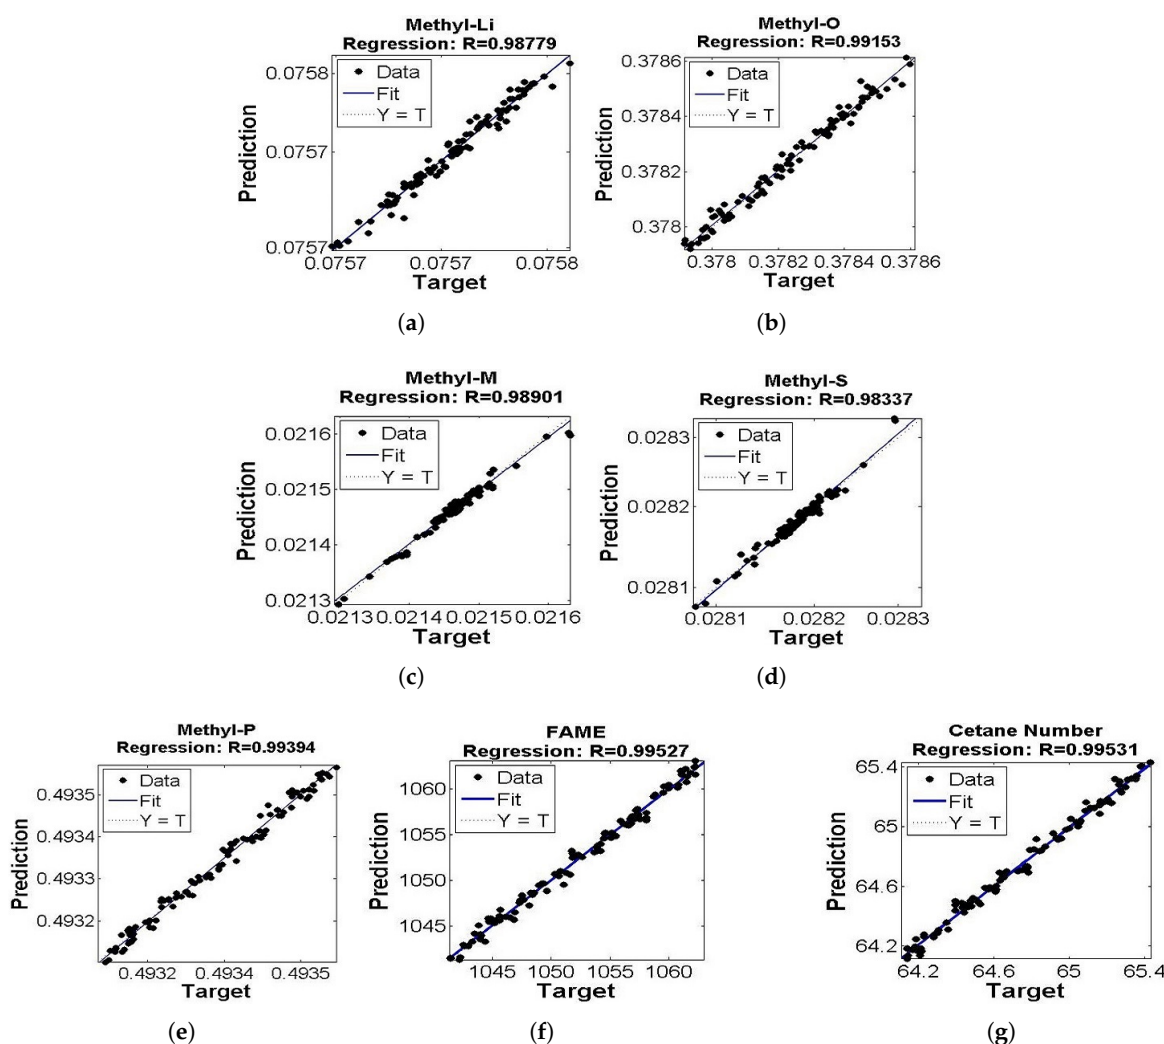 Methyl-Li
Regression: R=0.98779
0.0758
0.0757
0.0757
Prediction
Data
Fit
Y = T
0.0757
0.0757
0.0758
Target
(a)
Methyl-O
Regression: R=0.99153
0.3786
0.3784
0.3782
0.378
Prediction
Data
Fit
Y = T
0.378
0.3782
0.3784
0.3786
Target
(b)
Methyl-M
Regression: R=0.98901
0.0216
0.0215
0.0214
0.0213
Prediction
Data
Fit
Y = T
0.0213
0.0214
0.0215
0.0216
Target
(c)
Methyl-S
Regression: R=0.98337
0.0283
0.0282
0.0281
Prediction
Data
Fit
Y = T
0.0281
0.0282
0.0283
Target
(d)
Methyl-P
Regression: R=0.99394
0.4935
0.4934
0.4933
0.4932
Prediction
Data
Fit
Y = T
0.4932
0.4934
0.4935
Target
(e)
FAME
Regression: R=0.99527
1060
1055
1050
1045
Prediction
Data
Fit
Y = T
1045
1050
1055
1060
Target
(f)
Cetane Number
Regression: R=0.99531
65.4
65
64.6
64.2
Prediction
Data
Fit
Y = T
64.2
64.6
65
65.4
Target
(g)